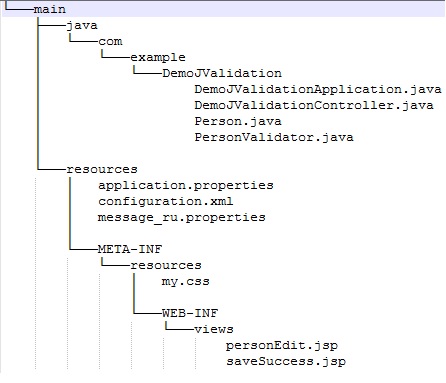 main
java
com
example
DemoJValidation
DemoJValidationApplication.java
DemoJValidationController.java
Person.java
PersonValidator.java
resources
application.properties
configuration.xml
message_ru.properties
META-INF
resources
my.css
WEB-INF
views
personEdit.jsp
saveSuccess.jsp